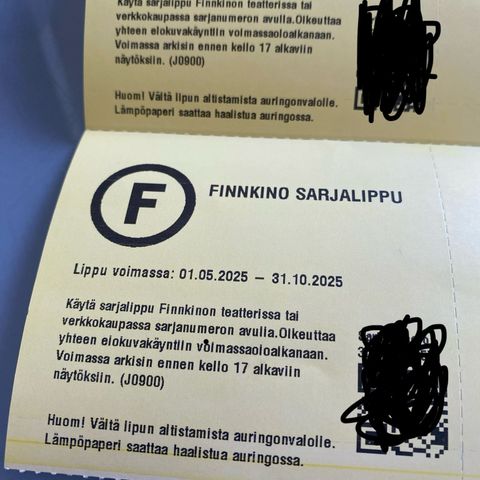 Käytä sarjalippu Finnkinon teatterissa tai
verkkokaupassa sarjanumeron avulla.Oikeuttaa
yhteen elokuvakäyntiin voimassaoloaikanaan.
Voimassa arkisin ennen kello 17 alkaviin
näytöksiin. (J0900)
Huom! Vältä lipun altistamista auringonvalolle.
Lämpöpaperi saattaa haalistua auringossa.
F
FINNKINO SARJALIPPU
Lippu voimassa: 01.05.2025 – 31.10.2025
Käytä sarjalippu Finnkinon teatterissa tai
verkkokaupassa sarjanumeron avulla.Oikeuttaa
yhteen elokuvakäyntiin voimassaoloaikanaan.
Voimassa arkisin ennen kello 17 alkaviin
näytöksiin. (J0900)
Huom! Vältä lipun altistamista auringonvalolle.
Lämpöpaperi saattaa haalistua auringossa.